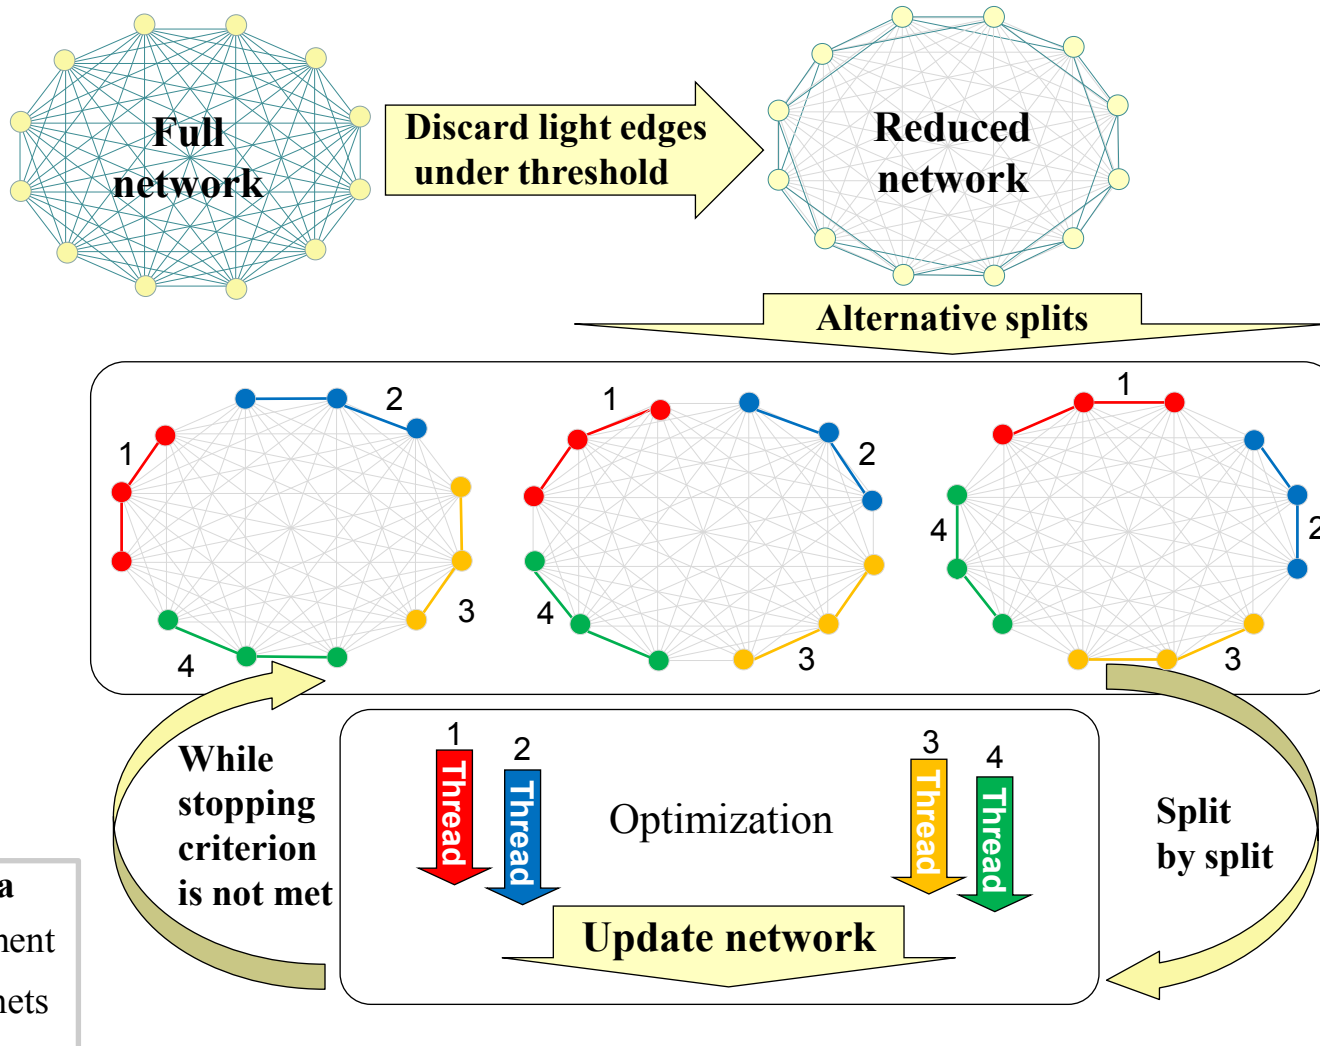 Full
network
Discard light edges
under threshold
Reduced
network
Alternative splits
1
2
3
4
1
2
3
4
1
2
3
4
While
stopping
criterion
is not met
1
Thread
2
Thread
Optimization
3
Thread
4
Thread
Update network
Split
by split
a
nets